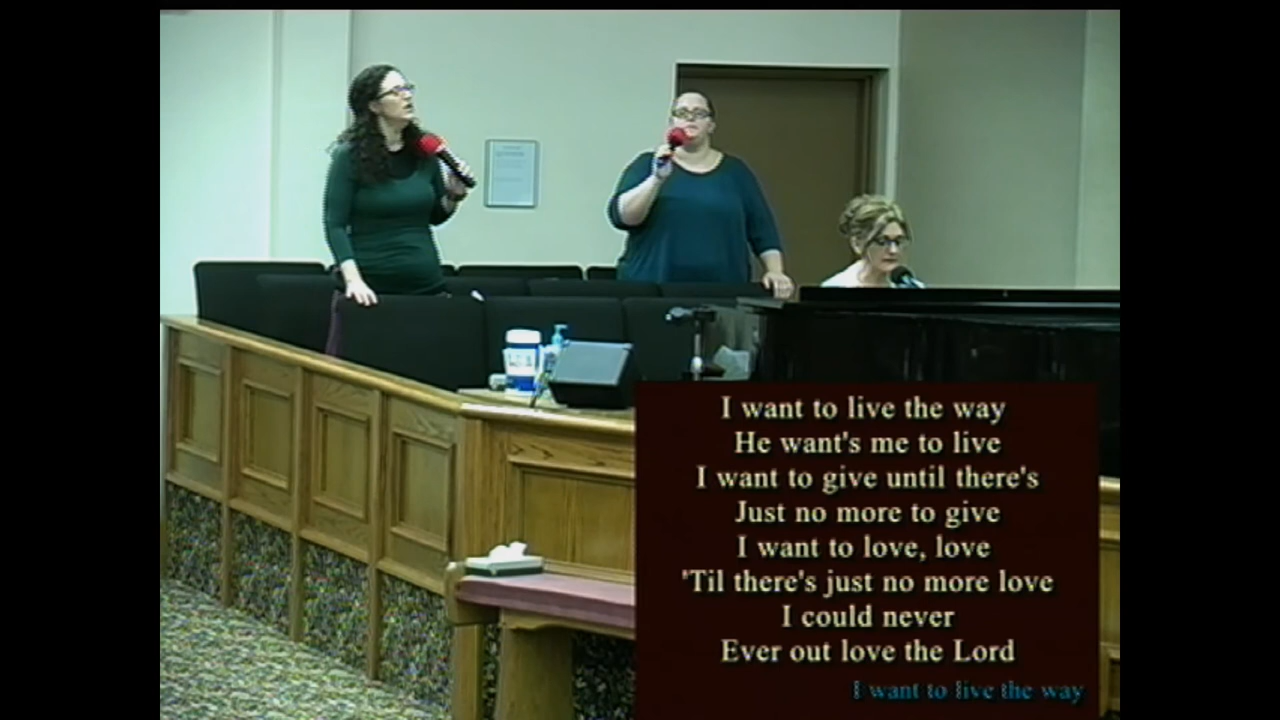 I want to live the way
He want's me to live
I want to give until there's
Just no more to give
I want to love, love
'Til there's just no more love
I could never
Ever out love the Lord
I want to live the way